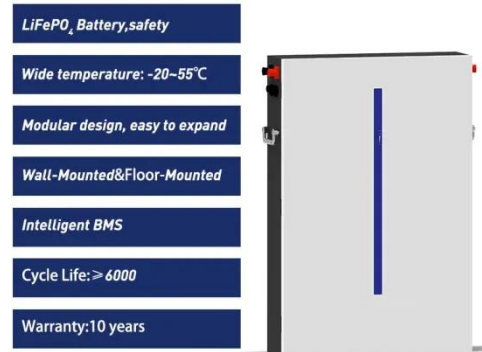 LiFePO₄ Battery,safety
Wide temperature: -20~55℃
Modular design, easy to expand
Wall-Mounted&Floor-Mounted
Intelligent BMS
Cycle Life:≥6000
Warranty:10 years